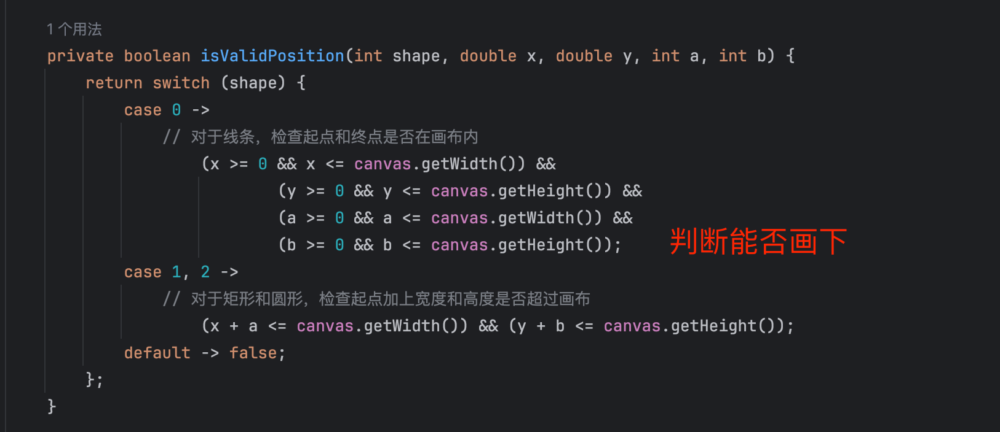 1 个用法
private boolean isValidPosition(int shape, double x, double y, int a, int b) {
return switch (shape) {
case 0 ->
// 对于线条，检查起点和终点是否在画布内
(x >= 0 && x <= canvas.getWidth()) &&
(y >= 0 && y <= canvas.getHeight()) &&
(a >= 0 && a <= canvas.getWidth()) &&
(b >= 0 && b <= canvas.getHeight());
判断能否画下
case 1, 2 ->
// 对于矩形和圆形，检查起点加上宽度和高度是否超过画布
(x + a <= canvas.getWidth()) && (y + b <= canvas.getHeight());
default -> false;
};
}